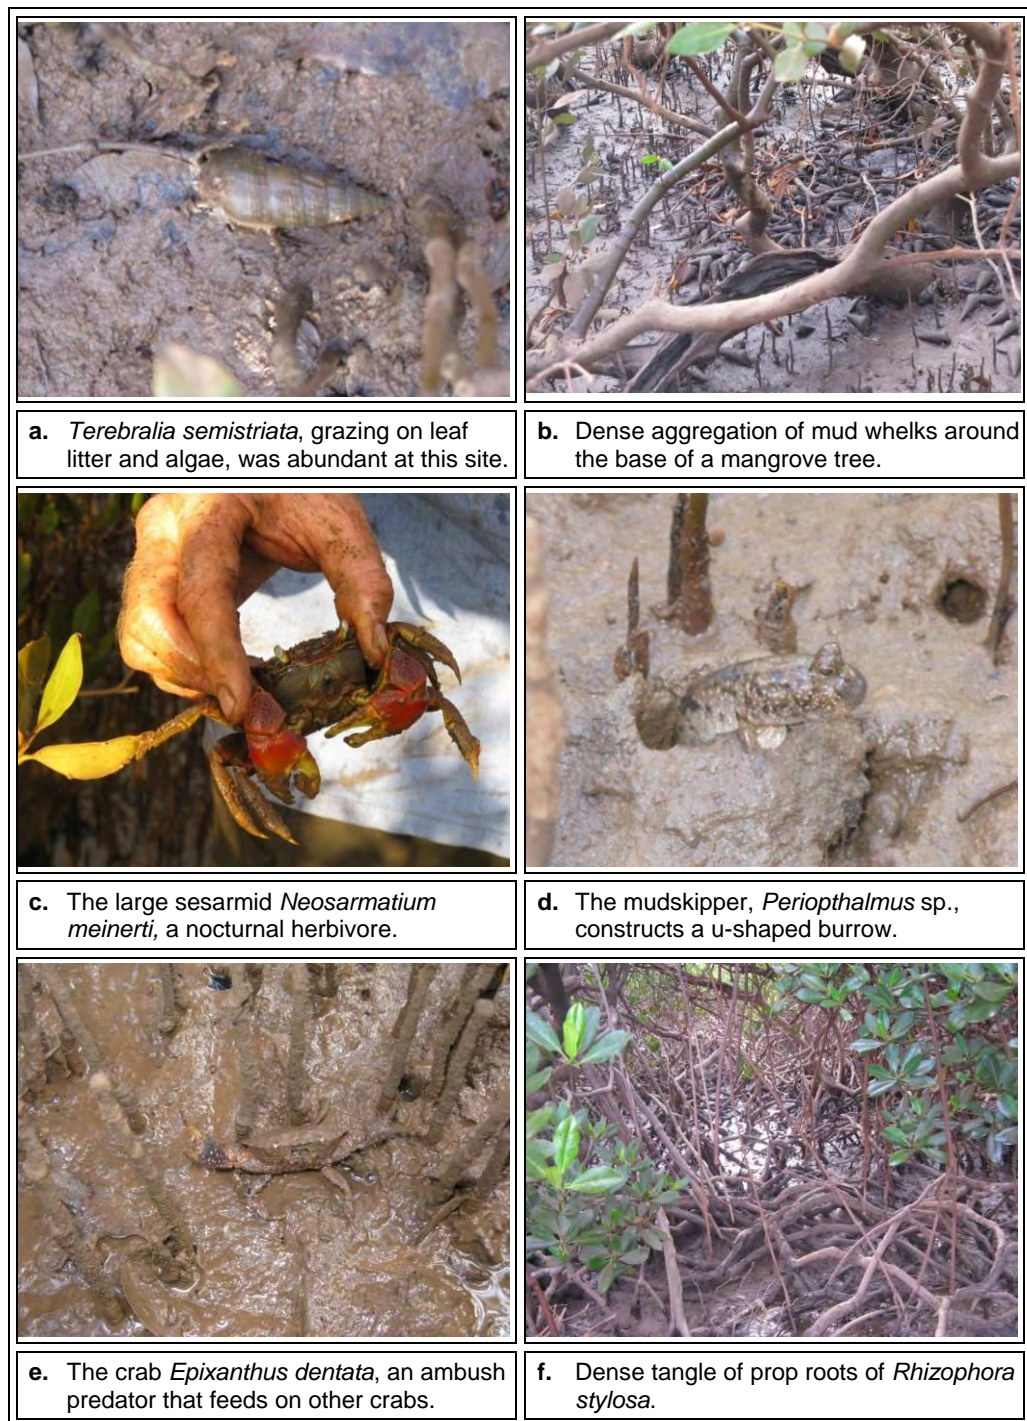 a. Terebralia semistriata, grazing on leaf
litter and algae, was abundant at this site.
b. Dense aggregation of mud whelks around
the base of a mangrove tree.
c. The large sesarmid Neosarmatium
meinerti, a nocturnal herbivore.
d. The mudskipper, Periopthalmus sp.,
constructs a u-shaped burrow.
e. The crab Epixanthus dentata, an ambush
predator that feeds on other crabs.
f. Dense tangle of prop roots of Rhizophora
stylosa.